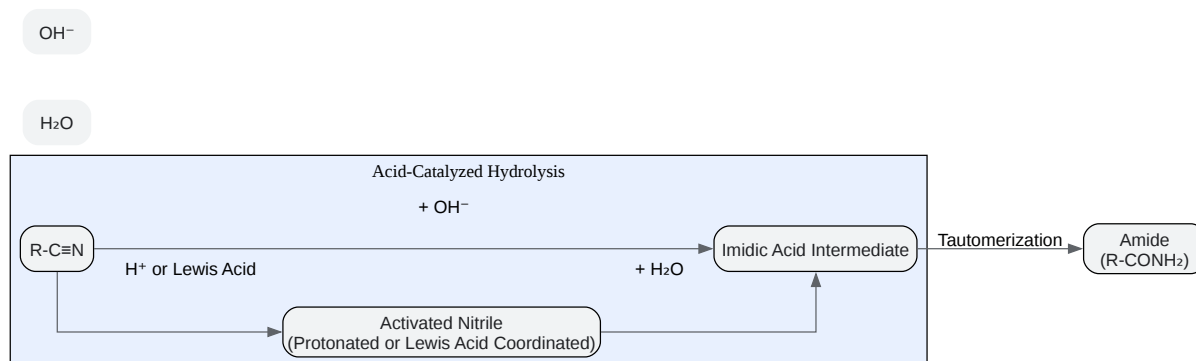 OH⁻
H₂O
Acid-Catalyzed Hydrolysis
+ OH⁻
R-C≡N
Imidic Acid Intermediate
Tautomerization
Amide
(R-CONH₂)
H⁺ or Lewis Acid
+ H₂O
Activated Nitrile
(Protonated or Lewis Acid Coordinated)